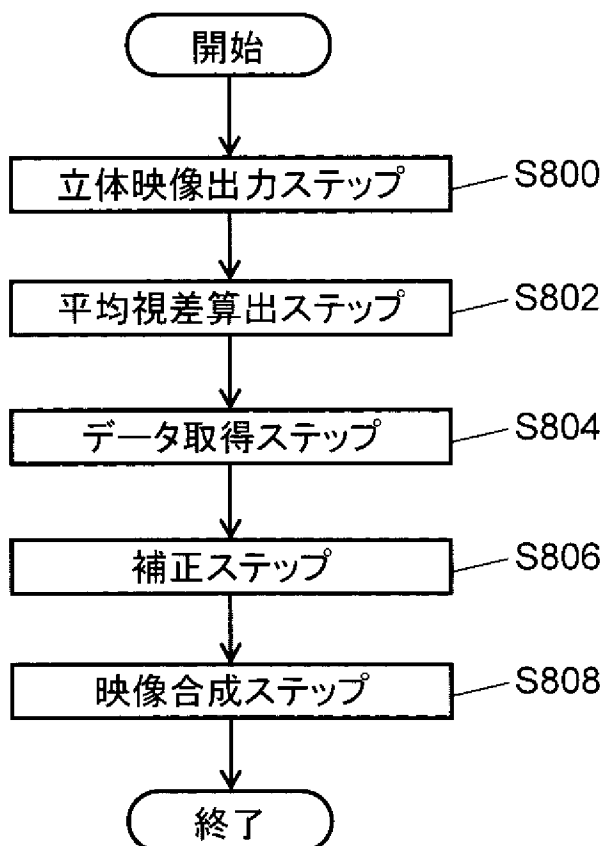 開始
立体映像出力ステップ S800
平均視差算出ステップ S802
データ取得ステップ S804
補正ステップ S806
映像合成ステップ S808
終了